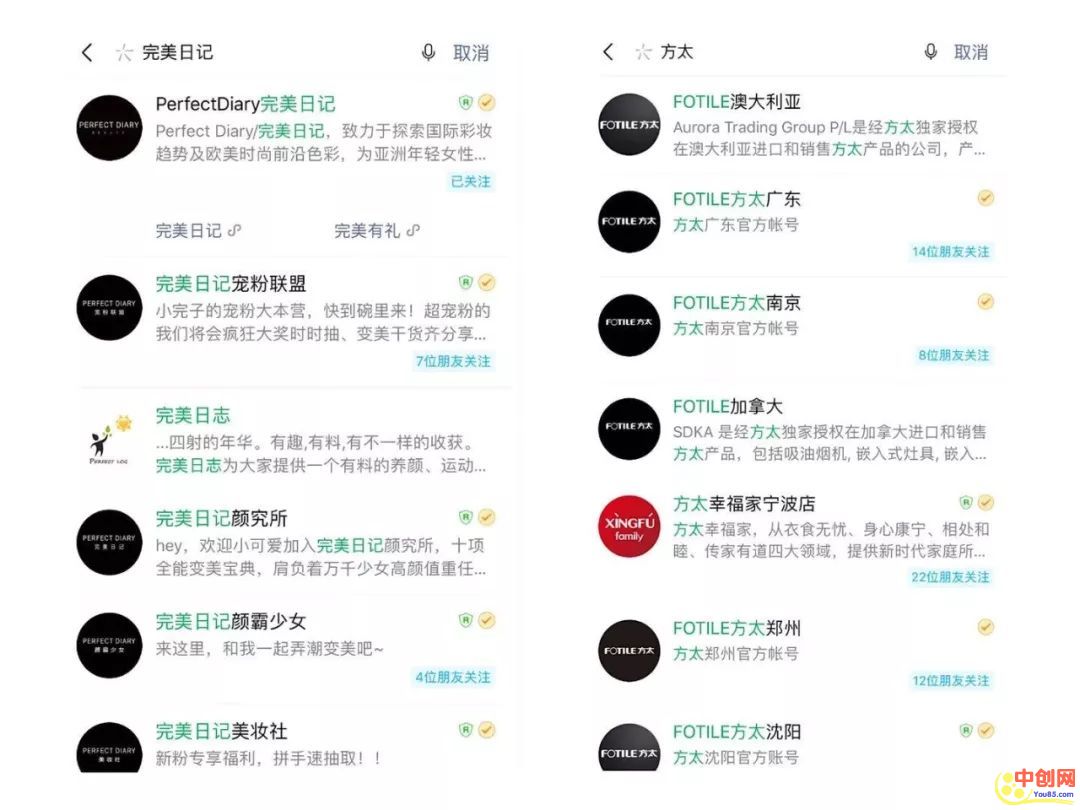 完美日记
取消
PERFECT DIARY
BEAUTY
PerfectDiary完美日记
Perfect Diary/完美日记，致力于探索国际彩妆
趋势及欧美时尚前沿色彩，为亚洲年轻女性...
已关注
完美日记
完美有礼
PERFECT DIARY
宠粉联盟
完美日记宠粉联盟
小完子的宠粉大本营，快到碗里来！超宠粉的
我们将会疯狂大奖时时抽、变美干货齐分享...
7位朋友关注
PERFECT LOG
完美日志
...四射的年华。有趣,有料,有不一样的收获。
完美日志为大家提供一个有料的养颜、运动...
PERFECT DIARY
完美日记
完美日记颜究所
hey，欢迎小可爱加入完美日记颜究所，十项
全能变美宝典，肩负着万千少女高颜值重任...
PERFECT DIARY
颜霸少女
完美日记颜霸少女
来这里，和我一起弄潮变美吧~
4位朋友关注
PERFECT DIARY
美妆社
完美日记美妆社
新粉专享福利，拼手速抽取！！
方太
取消
FOTILE方太
FOTILE澳大利亚
Aurora Trading Group P/L是经方太独家授权
在澳大利亚进口和销售方太产品的公司，产...
FOTILE方太
FOTILE方太广东
方太广东官方帐号
14位朋友关注
FOTILE方太
FOTILE方太南京
方太南京官方帐号
8位朋友关注
FOTILE方太
FOTILE加拿大
SDKA 是经方太独家授权在加拿大进口和销售
方太产品，包括吸油烟机, 嵌入式灶具, 嵌入...
XINGFU
family
方太幸福家宁波店
方太幸福家，从衣食无忧、身心康宁、相处和
睦、传家有道四大领域，提供新时代家庭所...
22位朋友关注
FOTILE方太
FOTILE方太郑州
方太郑州官方帐号
12位朋友关注
FOTILE方太
FOTILE方太沈阳
方太沈阳官方账号
中创网
You85.com